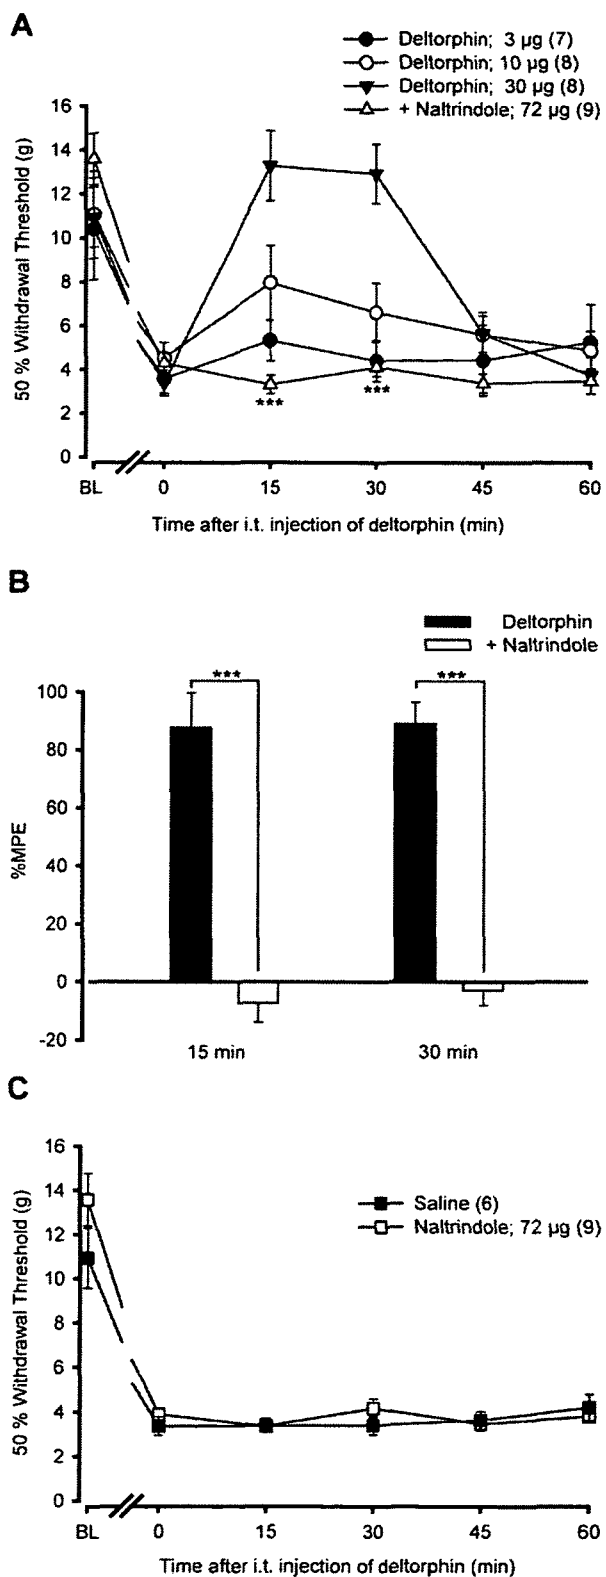 A
Deltorphin; 3 µg (7)
Deltorphin; 10 µg (8)
Deltorphin; 30 µg (8)
+ Naltrindole; 72 µg (9)
50 % Withdrawal Threshold (g)
16
14
12
10
8
6
4
2
0
*** ***
BL 0 15 30 45 60
Time after i.t. injection of deltorphin (min)
B
Deltorphin
+ Naltrindole
%MPE
100
80
60
40
20
0
-20
*** ***
15 min 30 min
C
Saline (6)
Naltrindole; 72 µg (9)
50 % Withdrawal Threshold (g)
16
14
12
10
8
6
4
2
0
BL 0 15 30 45 60
Time after i.t. injection of deltorphin (min)